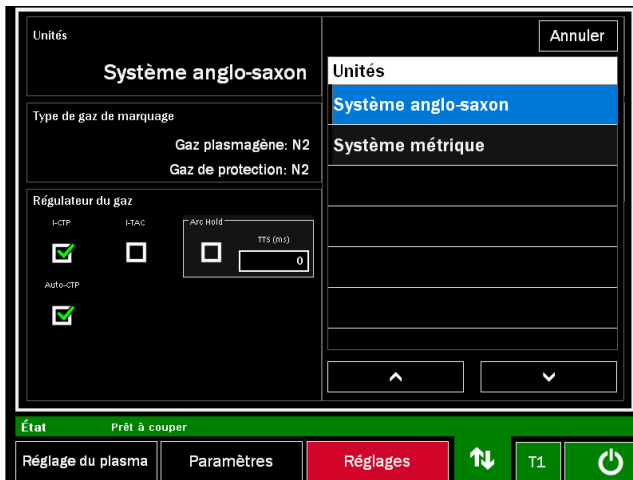 Unités
Système anglo-saxon
Type de gaz de marquage
Gaz plasmagène: N2
Gaz de protection: N2
Régulateur du gaz
I-CTP
I-TAC
Arc Hold
TTS (ms)
0
Auto-CTP
Annuler
Unités
Système anglo-saxon
Système métrique
État
Prêt à couper
Réglage du plasma
Paramètres
Réglages
T1